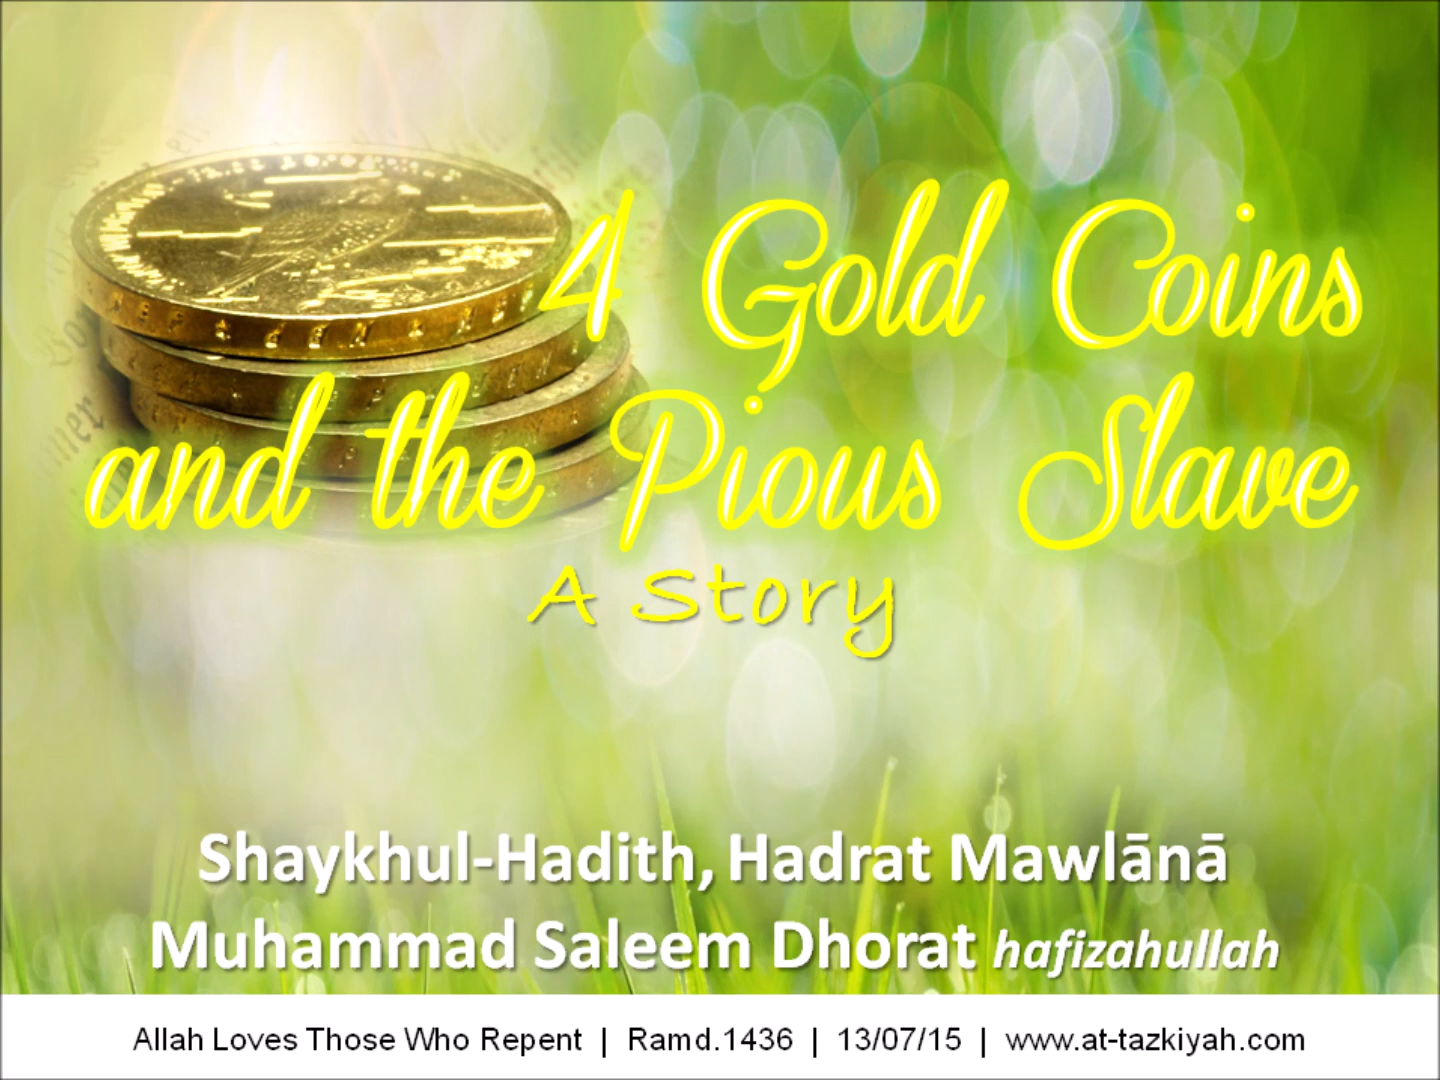 4 Gold Coins
and the Pious Slave
A Story
Shaykhul-Hadith, Hadrat Mawlānā
Muhammad Saleem Dhorat hafizahullah
Allah Loves Those Who Repent | Ramd.1436 | 13/07/15 | www.at-tazkiyah.com